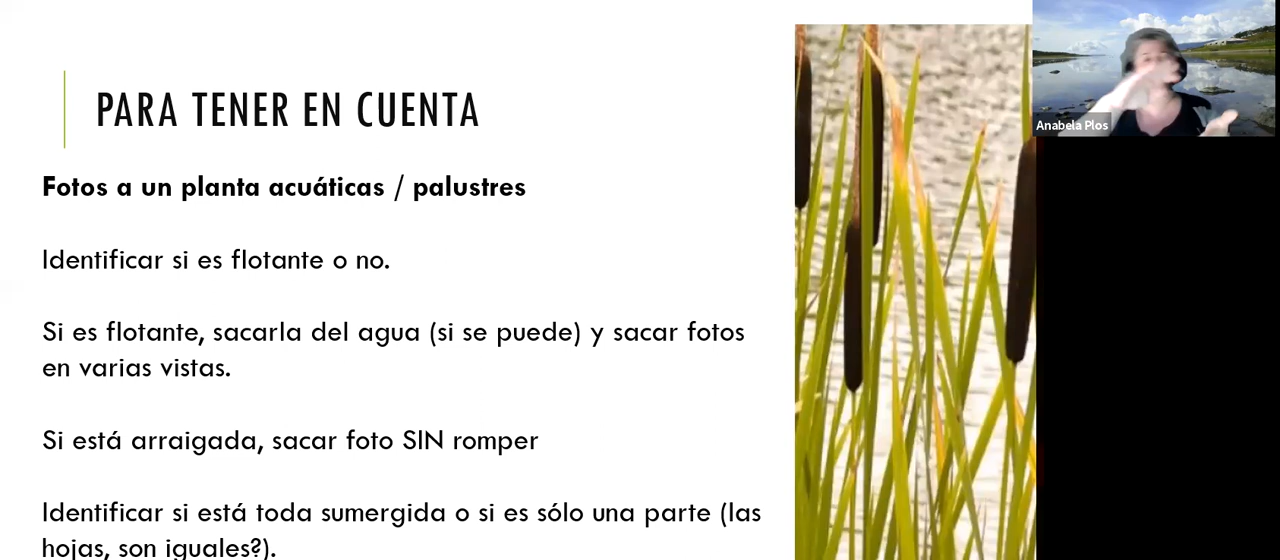 PARA TENER EN CUENTA
Fotos a un planta acuáticas / palustres
Identificar si es flotante o no.
Si es flotante, sacarla del agua (si se puede) y sacar fotos
en varias vistas.
Si está arraigada, sacar foto SIN romper
Identificar si está toda sumergida o si es sólo una parte (las
hojas, son iguales?).
Anabela Plos